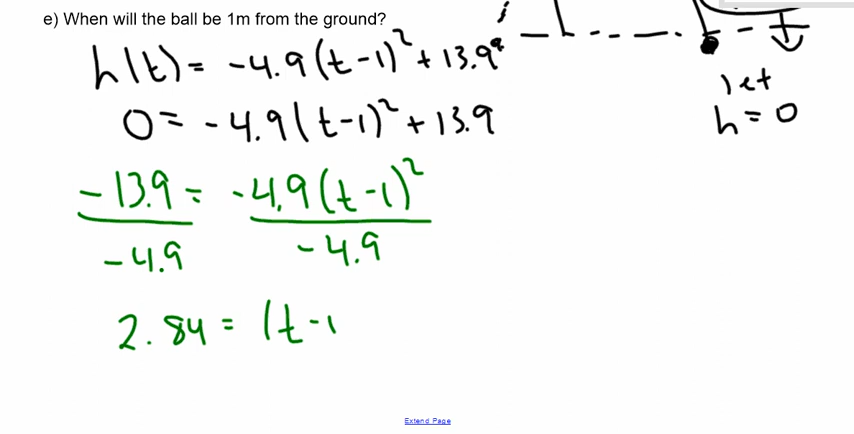 e) When will the ball be 1m from the ground?
h(t) = -4.9(t-1)² + 13.9
0 = -4.9(t-1)² + 13.9
let
h = 0
-13.9 = -4.9(t-1)²
-4.9 -4.9
2.84 = (t-1
Extend Page